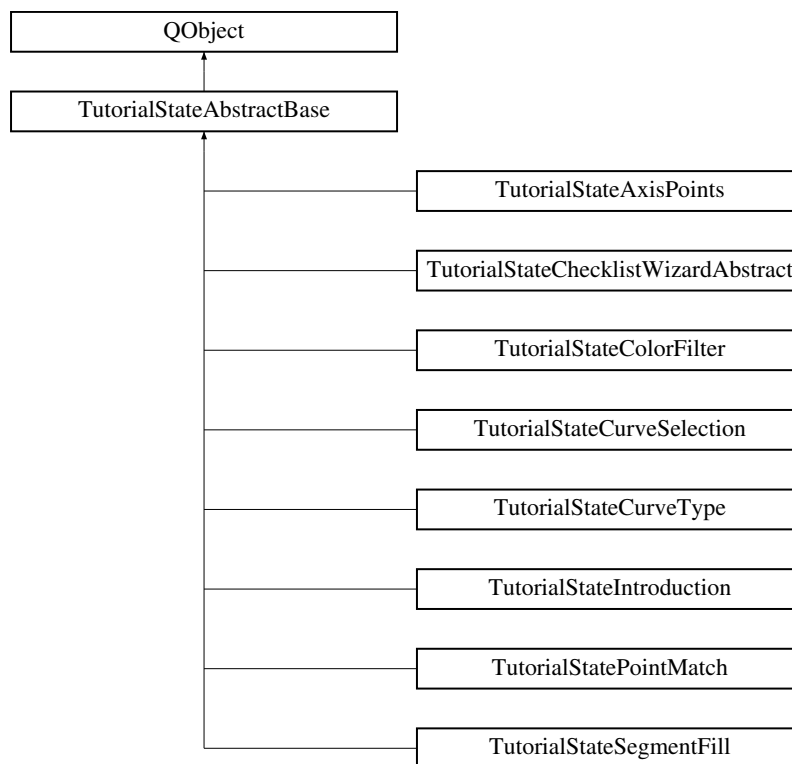 QObject
TutorialStateAbstractBase
TutorialStateAxisPoints
TutorialStateChecklistWizardAbstract
TutorialStateColorFilter
TutorialStateCurveSelection
TutorialStateCurveType
TutorialStateIntroduction
TutorialStatePointMatch
TutorialStateSegmentFill